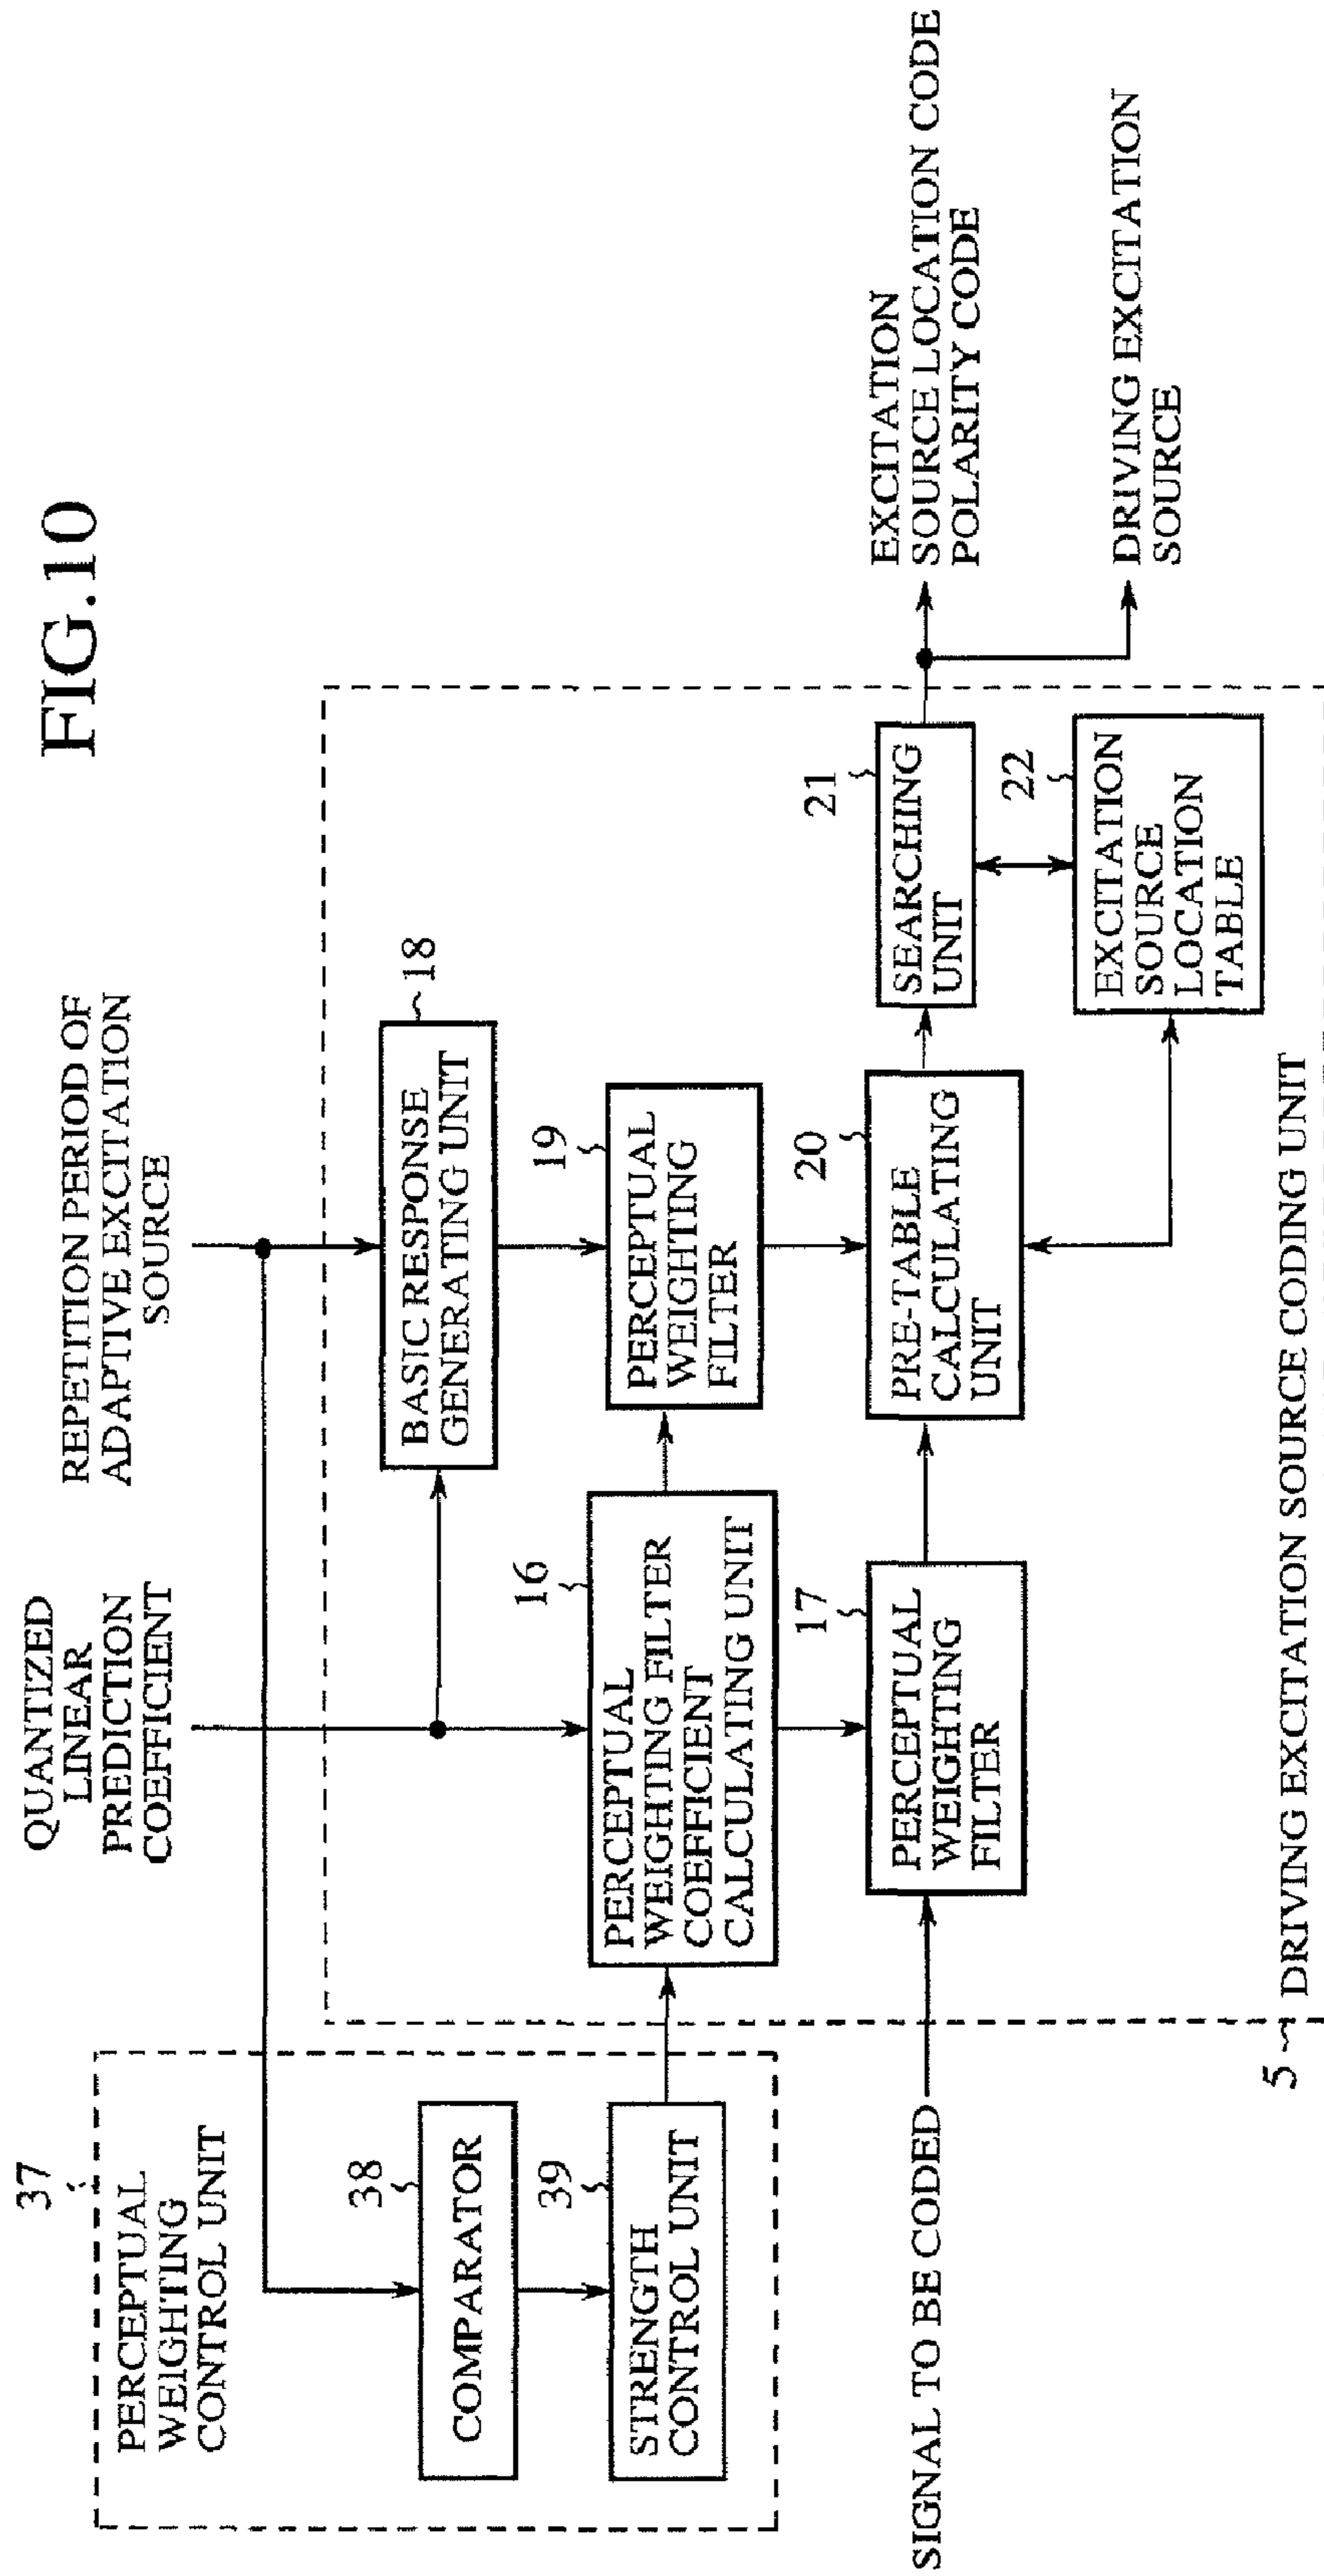 FIG.10
37
PERCEPTUAL
WEIGHTING
CONTROL UNIT
QUANTIZED
LINEAR
PREDICTION
COEFFICIENT
REPETITION PERIOD OF
ADAPTIVE EXCITATION
SOURCE
38
COMPARATOR
39
STRENGTH
CONTROL UNIT
18
BASIC RESPONSE
GENERATING UNIT
16
PERCEPTUAL
WEIGHTING FILTER
COEFFICIENT
CALCULATING UNIT
19
PERCEPTUAL
WEIGHTING
FILTER
SIGNAL TO BE CODED
17
PERCEPTUAL
WEIGHTING
FILTER
20
PRE-TABLE
CALCULATING
UNIT
21
SEARCHING
UNIT
22
EXCITATION
SOURCE
LOCATION
TABLE
EXCITATION
SOURCE LOCATION CODE
POLARITY CODE
DRIVING EXCITATION
SOURCE
5 DRIVING EXCITATION SOURCE CODING UNIT